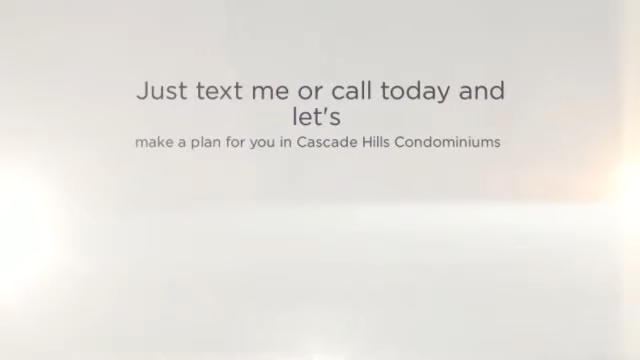 Just text me or call today and
let's
make a plan for you in Cascade Hills Condominiums